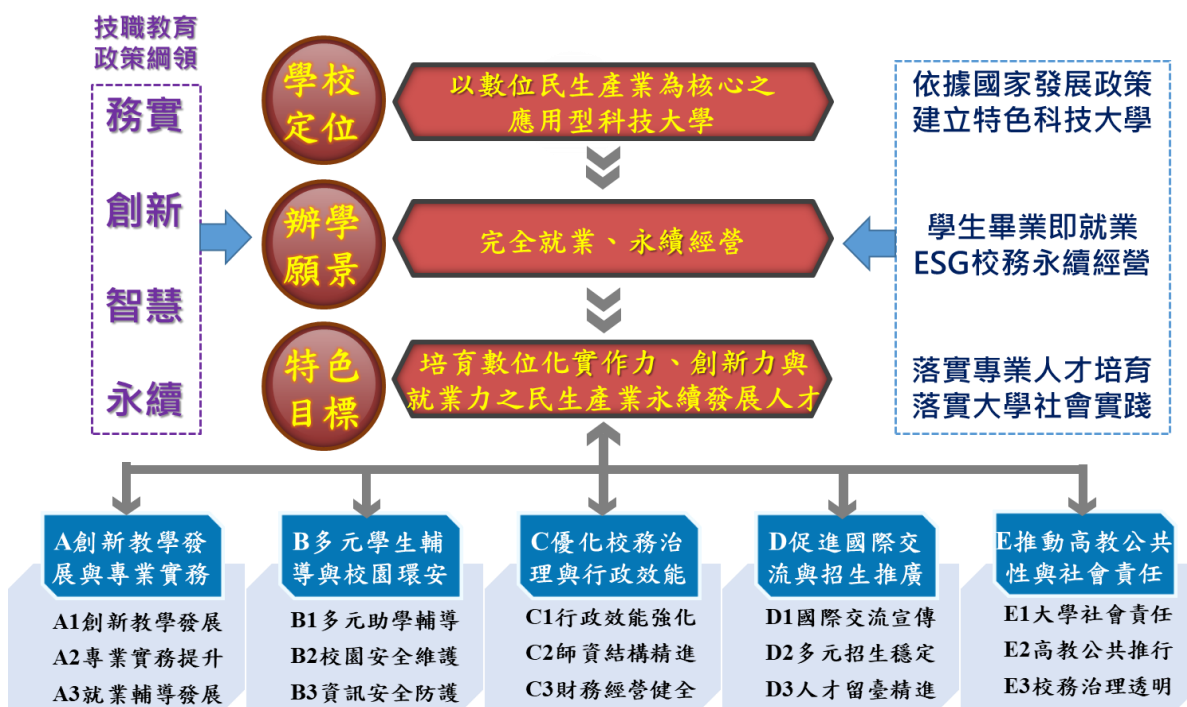 技職教育
政策綱領
務實
創新
智慧
永續
學校
定位
以數位民生產業為核心之
應用型科技大學
辦學
願景
完全就業、永續經營
特色
目標
培育數位化實作力、創新力與
就業力之民生產業永續發展人才
依據國家發展政策
建立特色科技大學
學生畢業即就業
ESG校務永續經營
落實專業人才培育
落實大學社會實踐
A創新教學發
展與專業實務
A1創新教學發展
A2專業實務提升
A3就業輔導發展
B多元學生輔
導與校園環安
B1多元助學輔導
B2校園安全維護
B3資訊安全防護
C優化校務治
理與行政效能
C1行政效能強化
C2師資結構精進
C3財務經營健全
D促進國際交
流與招生推廣
D1國際交流宣傳
D2多元招生穩定
D3人才留臺精進
E推動高教公共
性與社會責任
E1大學社會責任
E2高教公共推行
E3校務治理透明